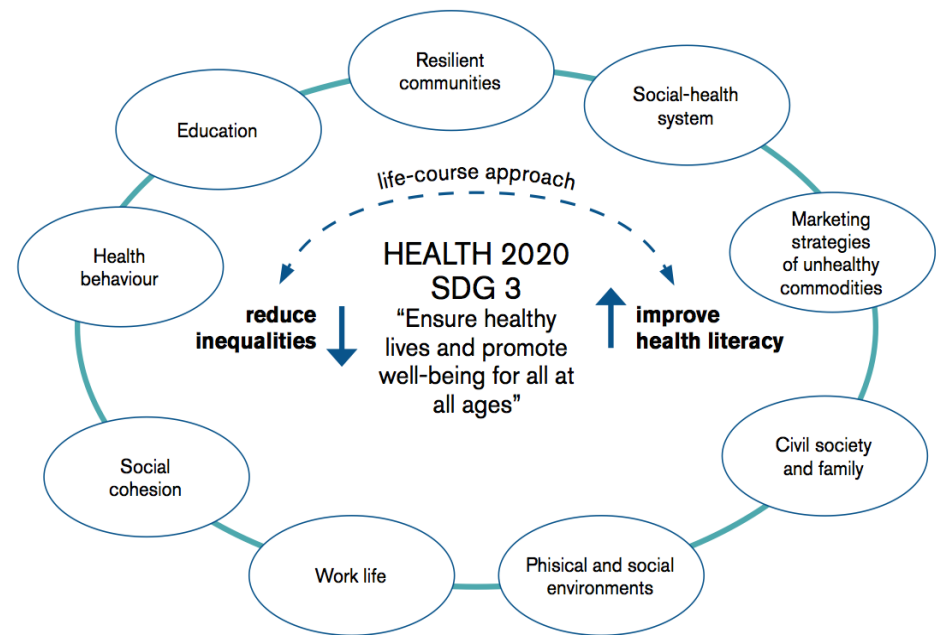 Resilient
communities
Social-health
system
Education
life-course approach
Marketing
strategies
of unhealthy
commodities
Health
behaviour
HEALTH 2020
SDG 3
“Ensure healthy
lives and promote
well-being for all at
all ages”
reduce
inequalities
improve
health literacy
Civil society
and family
Social
cohesion
Work life
Phisical and social
environments